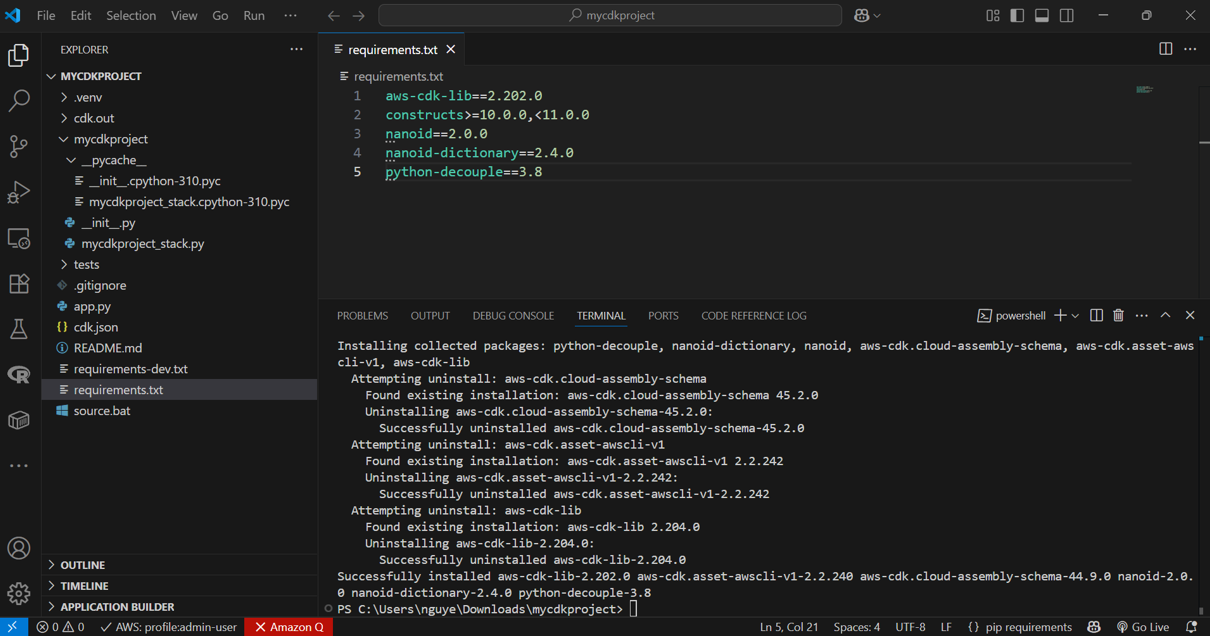 File Edit Selection View Go Run ··· mycdkproject
EXPLORER
MYCDKPROJECT
.venv
cdk.out
mycdkproject
__pycache__
__init__.cpython-310.pyc
mycdkproject_stack.cpython-310.pyc
__init__.py
mycdkproject_stack.py
tests
.gitignore
app.py
cdk.json
README.md
requirements-dev.txt
requirements.txt
source.bat
OUTLINE
TIMELINE
APPLICATION BUILDER
requirements.txt
requirements.txt
1 aws-cdk-lib==2.202.0
2 constructs>=10.0.0,<11.0.0
3 nanoid==2.0.0
4 nanoid-dictionary==2.4.0
5 python-decouple==3.8
PROBLEMS OUTPUT DEBUG CONSOLE TERMINAL PORTS CODE REFERENCE LOG powershell
Installing collected packages: python-decouple, nanoid-dictionary, nanoid, aws-cdk.cloud-assembly-schema, aws-cdk.asset-aws
cli-v1, aws-cdk-lib
Attempting uninstall: aws-cdk.cloud-assembly-schema
Found existing installation: aws-cdk.cloud-assembly-schema 45.2.0
Uninstalling aws-cdk.cloud-assembly-schema-45.2.0:
Successfully uninstalled aws-cdk.cloud-assembly-schema-45.2.0
Attempting uninstall: aws-cdk.asset-awscli-v1
Found existing installation: aws-cdk.asset-awscli-v1 2.2.242
Uninstalling aws-cdk.asset-awscli-v1-2.2.242:
Successfully uninstalled aws-cdk.asset-awscli-v1-2.2.242
Attempting uninstall: aws-cdk-lib
Found existing installation: aws-cdk-lib 2.204.0
Uninstalling aws-cdk-lib-2.204.0:
Successfully uninstalled aws-cdk-lib-2.204.0
Successfully installed aws-cdk-lib-2.202.0 aws-cdk.asset-awscli-v1-2.2.240 aws-cdk.cloud-assembly-schema-44.9.0 nanoid-2.0.
0 nanoid-dictionary-2.4.0 python-decouple-3.8
PS C:\Users\nguye\Downloads\mycdkproject>
0 0 AWS: profile:admin-user Amazon Q Ln 5, Col 21 Spaces: 4 UTF-8 LF {} pip requirements Go Live